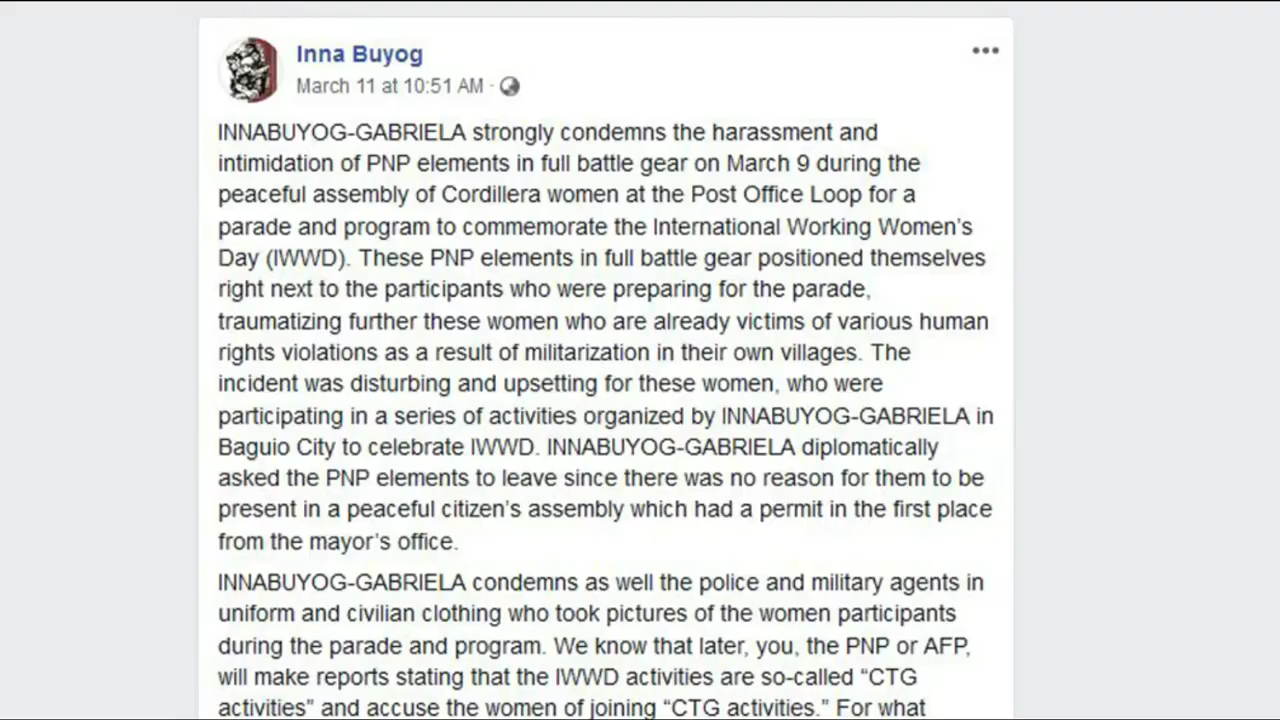 Inna Buyog
March 11 at 10:51 AM ·
INNABUYOG-GABRIELA strongly condemns the harassment and
intimidation of PNP elements in full battle gear on March 9 during the
peaceful assembly of Cordillera women at the Post Office Loop for a
parade and program to commemorate the International Working Women's
Day (IWWD). These PNP elements in full battle gear positioned themselves
right next to the participants who were preparing for the parade,
traumatizing further these women who are already victims of various human
rights violations as a result of militarization in their own villages. The
incident was disturbing and upsetting for these women, who were
participating in a series of activities organized by INNABUYOG-GABRIELA in
Baguio City to celebrate IWWD. INNABUYOG-GABRIELA diplomatically
asked the PNP elements to leave since there was no reason for them to be
present in a peaceful citizen's assembly which had a permit in the first place
from the mayor's office.
INNABUYOG-GABRIELA condemns as well the police and military agents in
uniform and civilian clothing who took pictures of the women participants
during the parade and program. We know that later, you, the PNP or AFP,
will make reports stating that the IWWD activities are so-called “CTG
activities” and accuse the women of joining “CTG activities.” For what